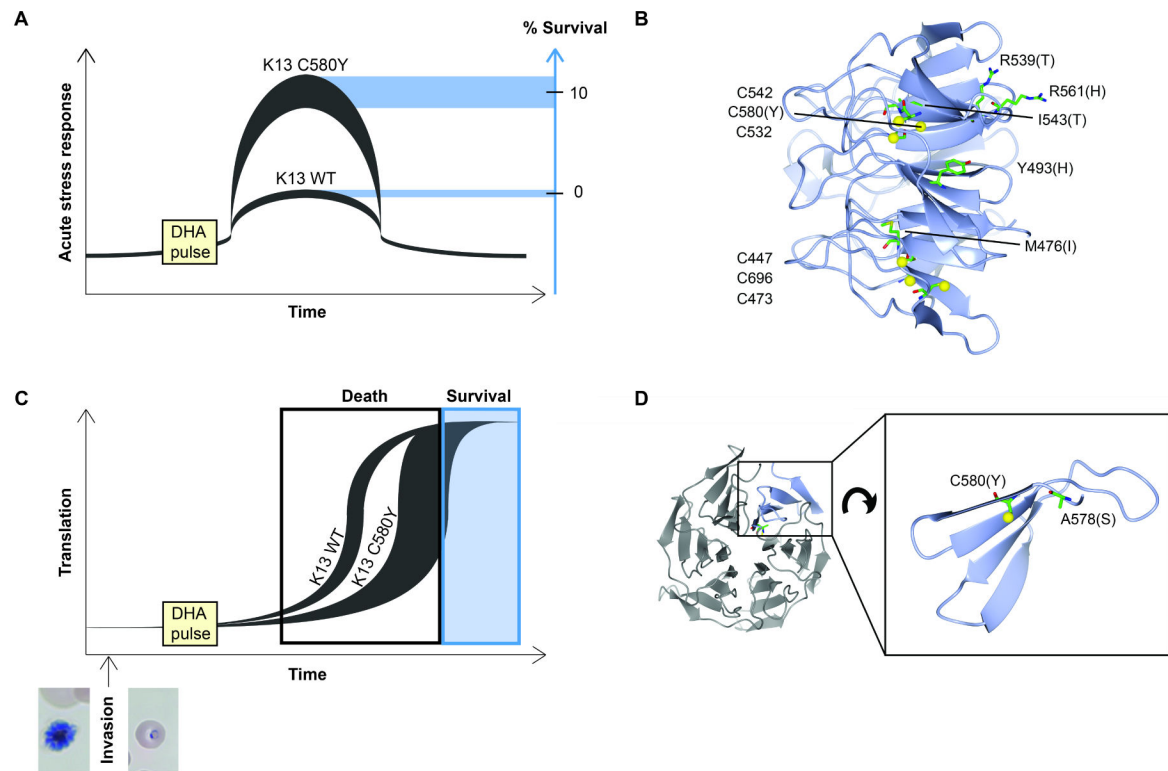 A
% Survival
K13 C580Y
10
K13 WT
0
Acute stress response
DHA
pulse
Time
B
R539(T)
R561(H)
C542
C580(Y)
I543(T)
C532
Y493(H)
M476(I)
C447
C696
C473
C
Death
Survival
K13 WT
K13 C580Y
Translation
DHA
pulse
Time
Invasion
D
C580(Y)
A578(S)